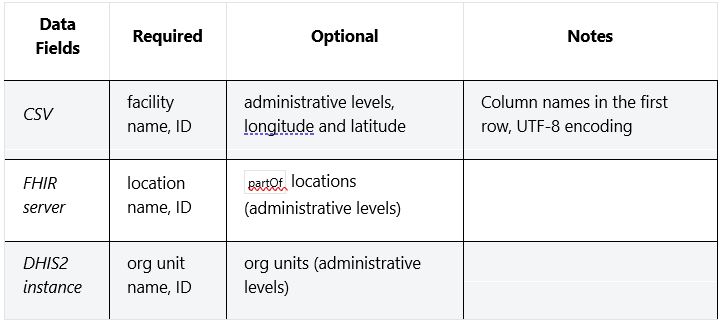 Data
Fields
Required
Optional
Notes
CSV
facility
name, ID
administrative levels,
longitude and latitude
Column names in the first
row, UTF-8 encoding
FHIR
server
location
name, ID
partOf locations
(administrative levels)
DHIS2
instance
org unit
name, ID
org units (administrative
levels)